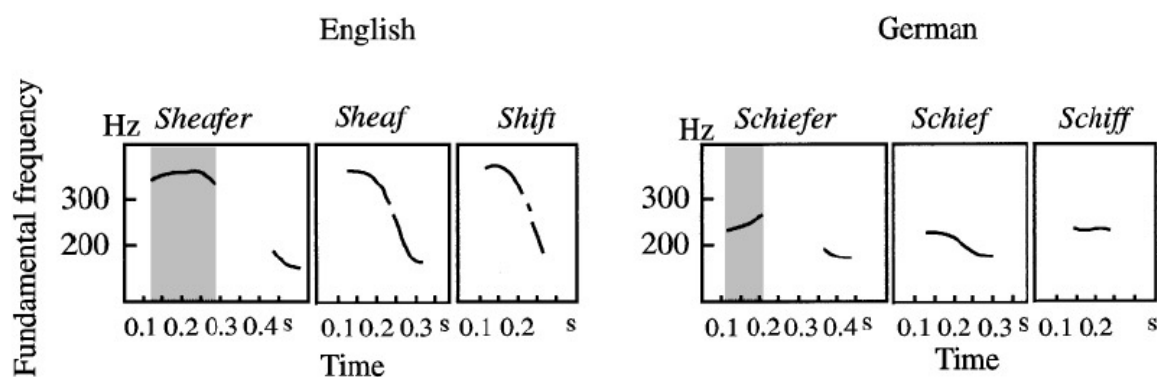 English German
Hz Sheafer Sheaf Shift Hz Schiefer Schief Schiff
Fundamental frequency
300 300
200 200
0.1 0.2 0.3 0.4 s 0.1 0.2 0.3 s 0.1 0.2 s 0.1 0.2 0.3 0.4 s 0.1 0.2 0.3 s 0.1 0.2 s
Time Time